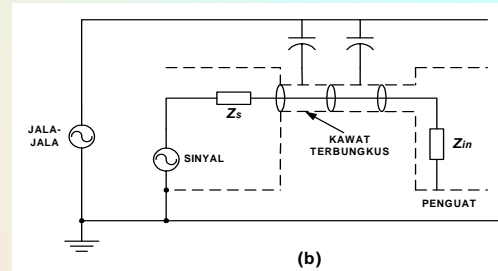 Zs
JALA-
JALA
SINYAL
KAWAT
TERBUNGKUS
Zin
PENGUAT
(b)